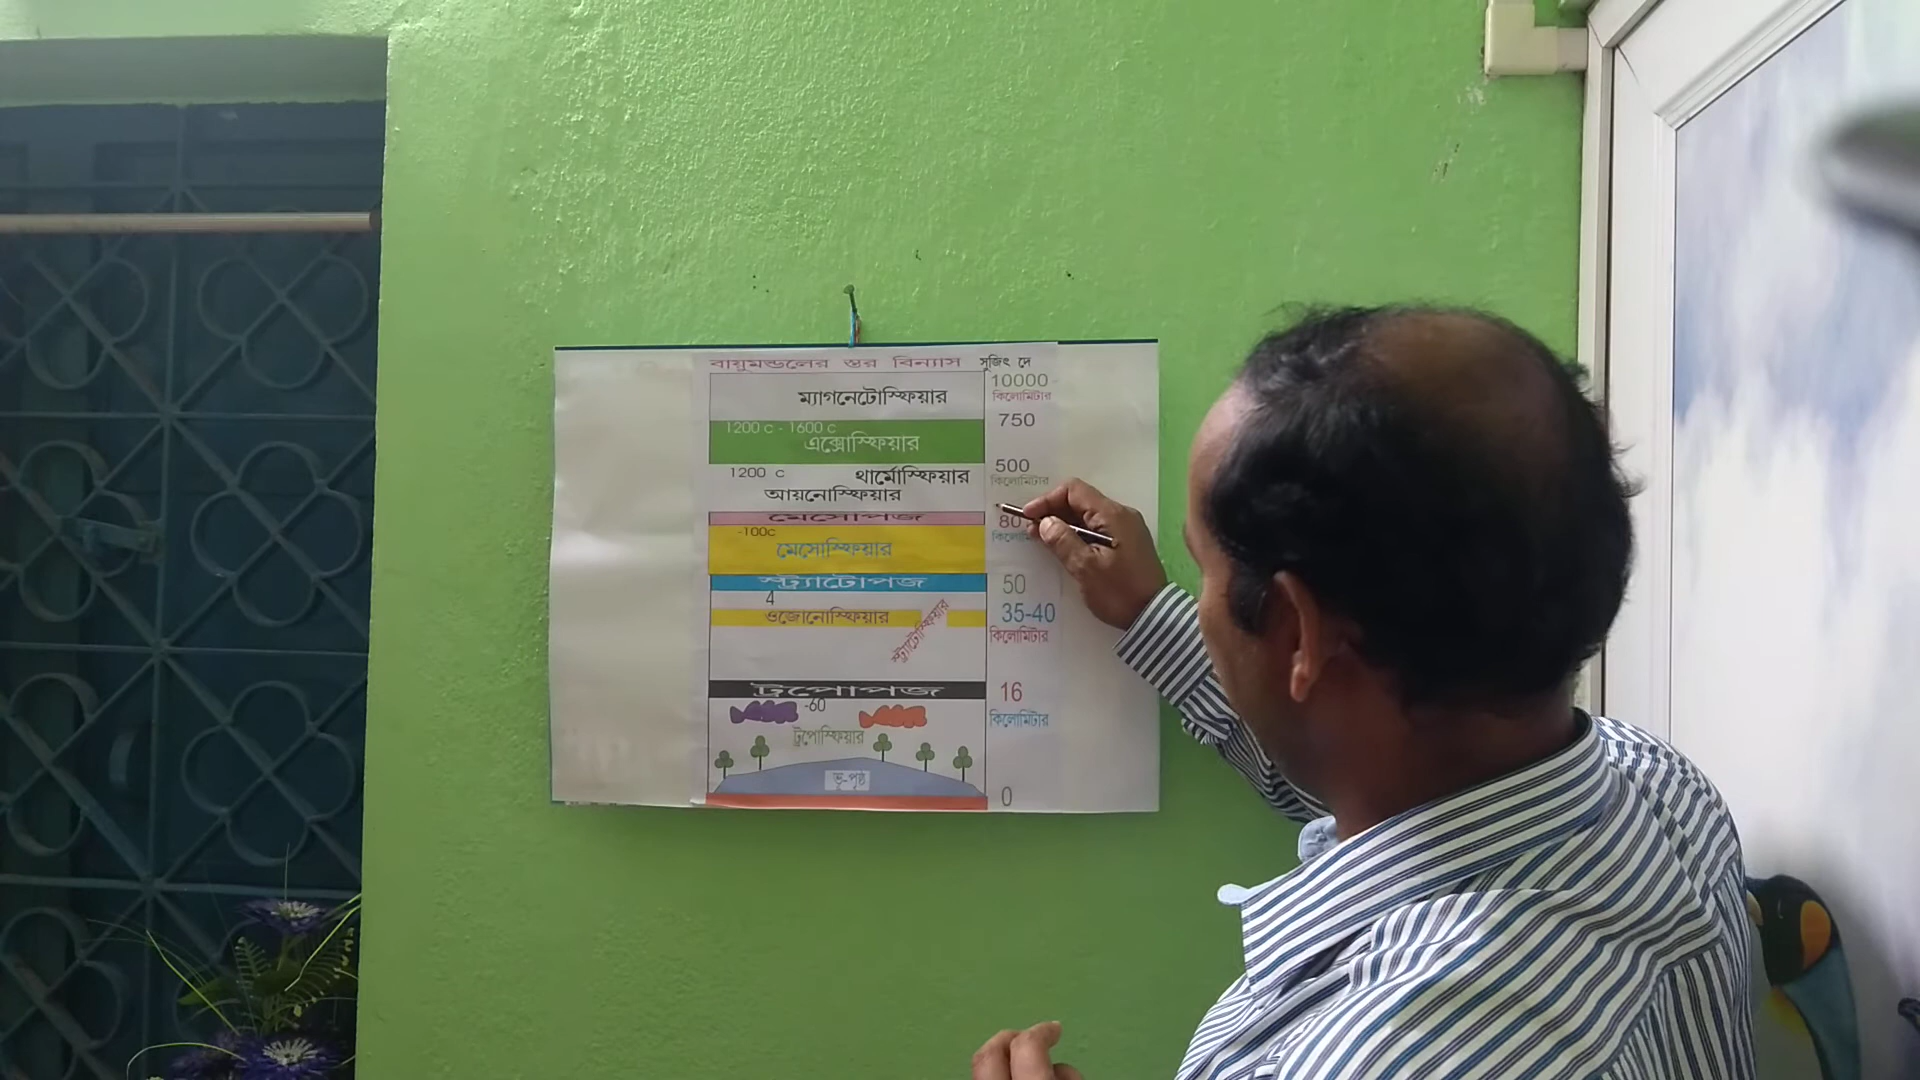 বায়ুমন্ডলের স্তর বিন্যাস সুজিৎ দে
10000
কিলোমিটার
ম্যাগনেটোস্ফিয়ার
750
1200 c - 1600 c
এক্সোস্ফিয়ার
500
কিলোমিটার
1200 c থার্মোস্ফিয়ার
আয়নোস্ফিয়ার
মেসোপজ
80
-100c
মেসোস্ফিয়ার
স্ট্র্যাটোপজ
50
4
ওজোনোস্ফিয়ার
35-40
কিলোমিটার
স্ট্র্যাটোস্ফিয়ার
ট্রপোপজ
16
কিলোমিটার
-60
ট্রপোস্ফিয়ার
ভূ-পৃষ্ঠ
0